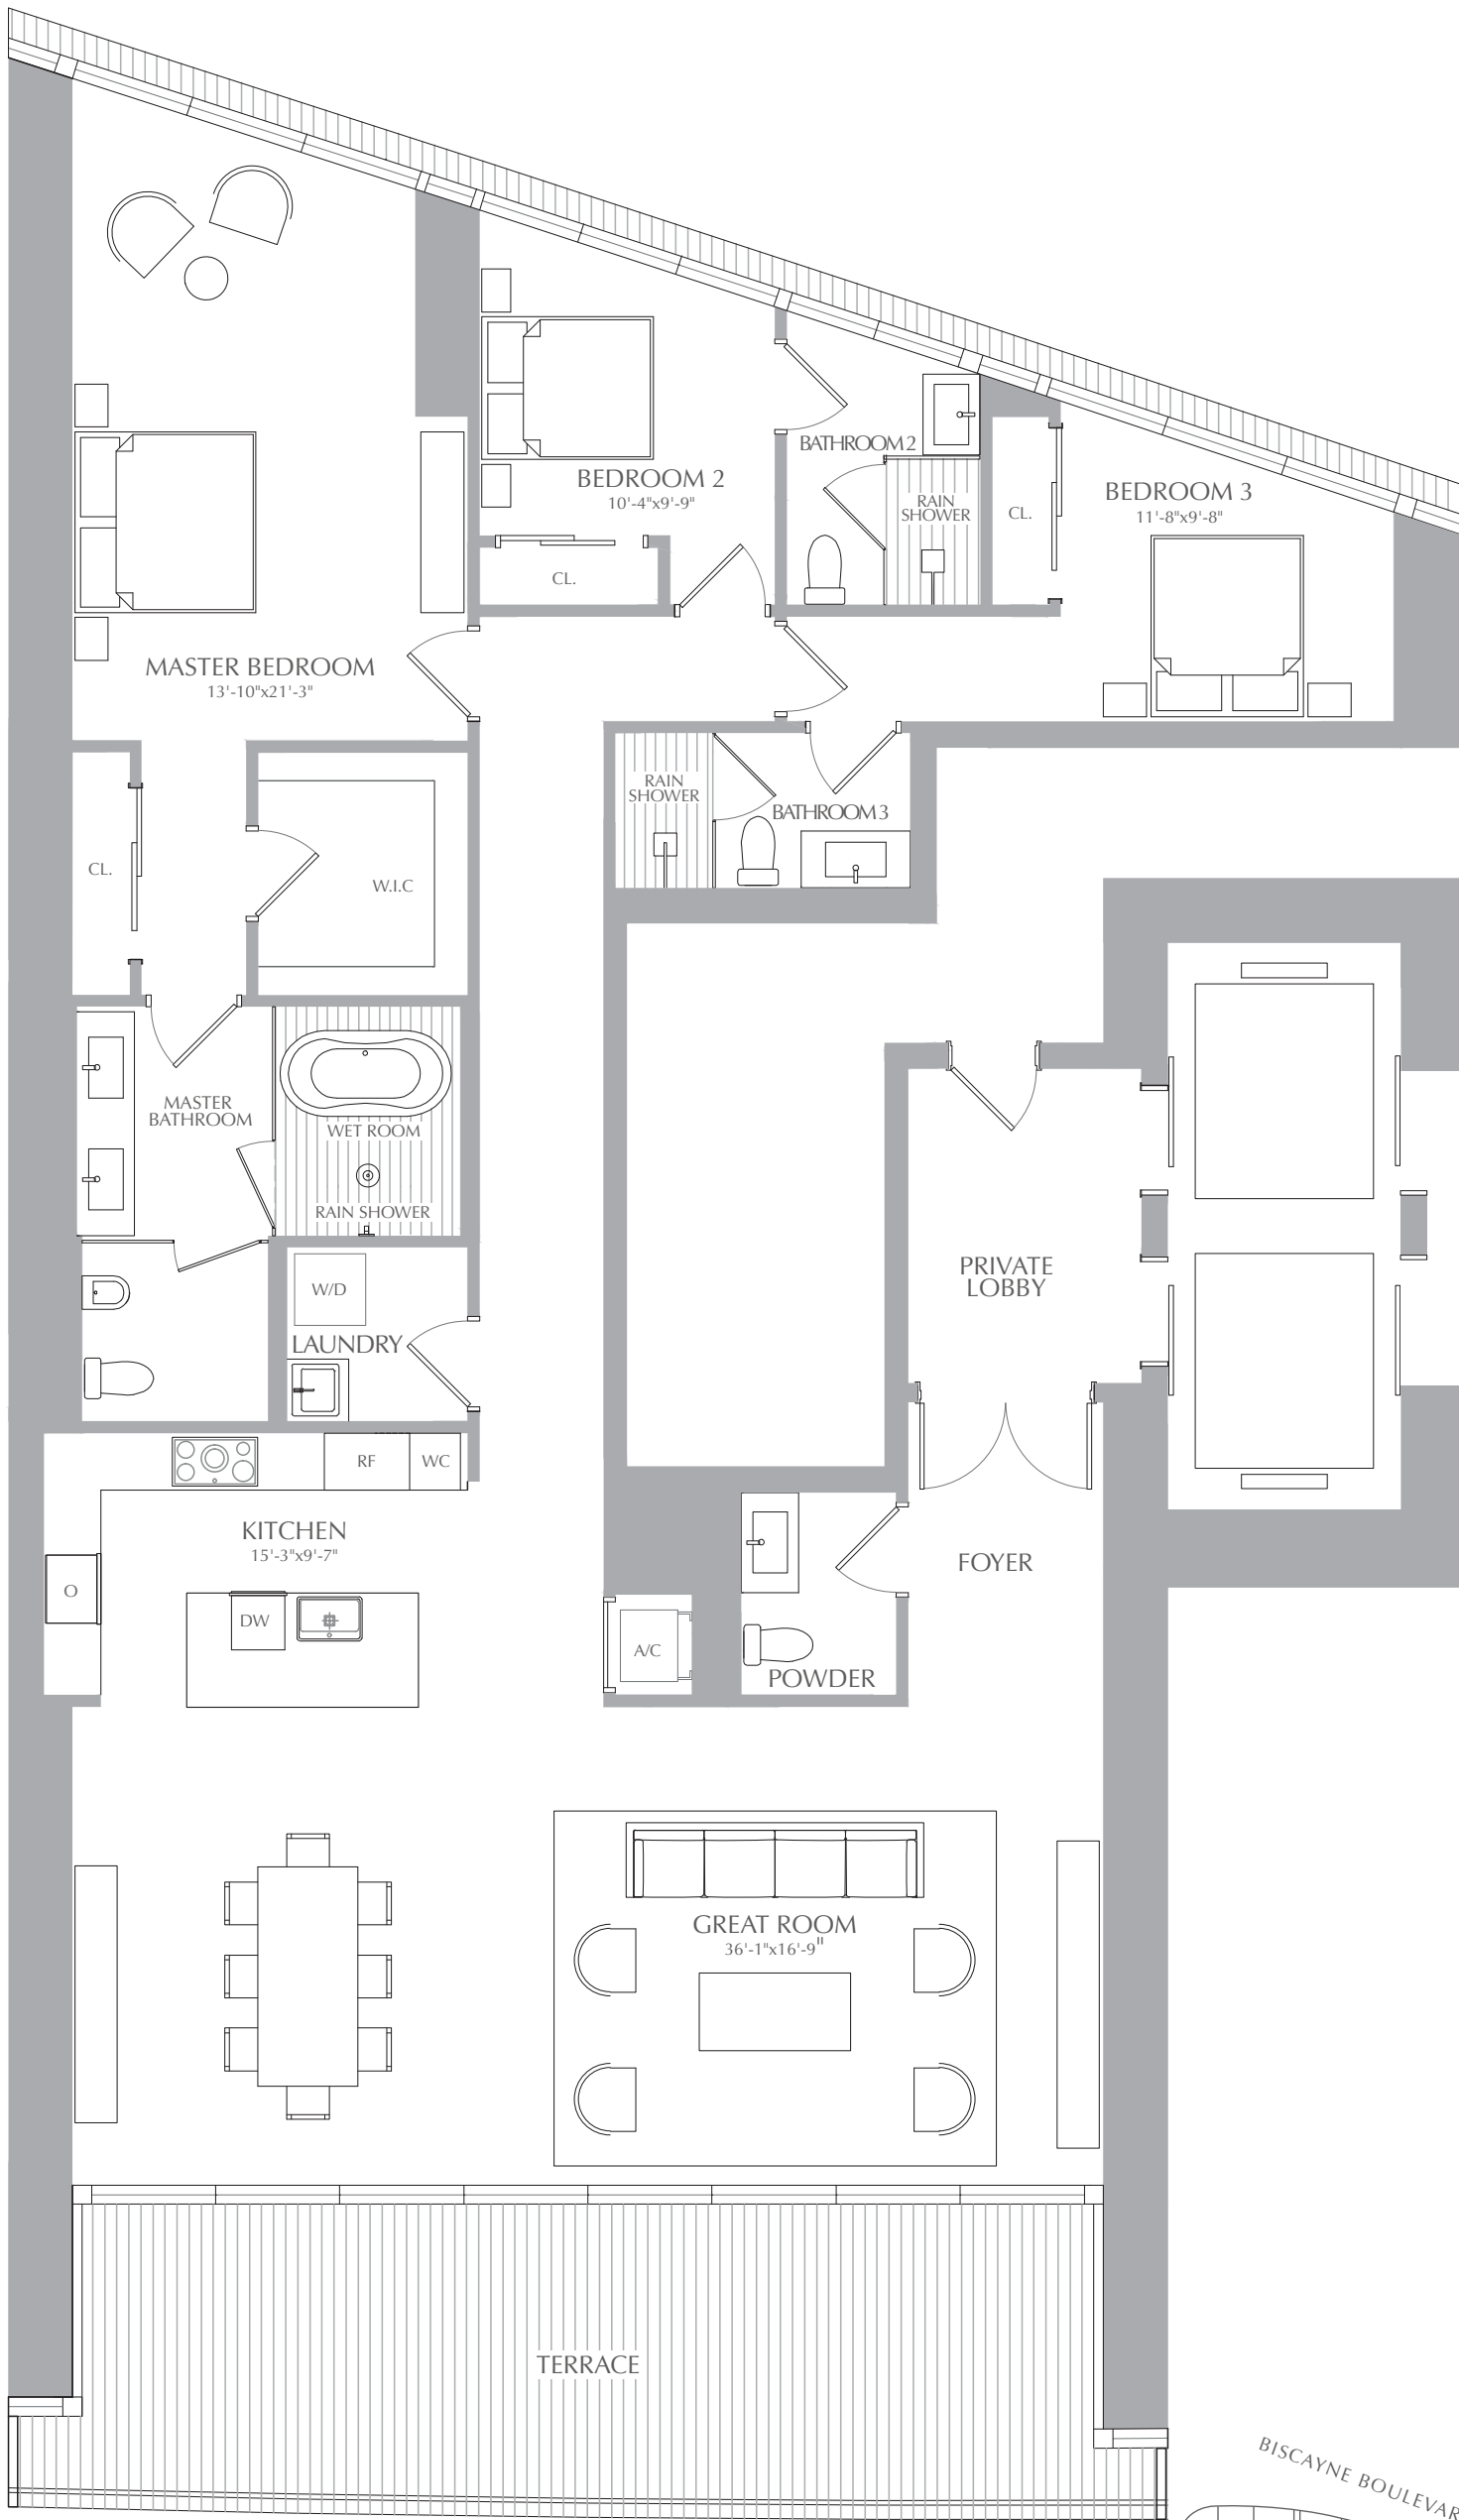 BATHROOM 2
BEDROOM 2
10'-4"x9'-9"
RAIN
SHOWER
CL.
BEDROOM 3
11'-8"x9'-8"
CL.
MASTER BEDROOM
13'-10"x21'-3"
RAIN
SHOWER
BATHROOM 3
CL.
W.I.C
MASTER
BATHROOM
WET ROOM
RAIN SHOWER
PRIVATE
LOBBY
W/D
LAUNDRY
RF
WC
KITCHEN
15'-3"x9'-7"
FOYER
O
DW
A/C
POWDER
GREAT ROOM
36'-1"x16'-9"
TERRACE
BISCAYNE BOULEVAR